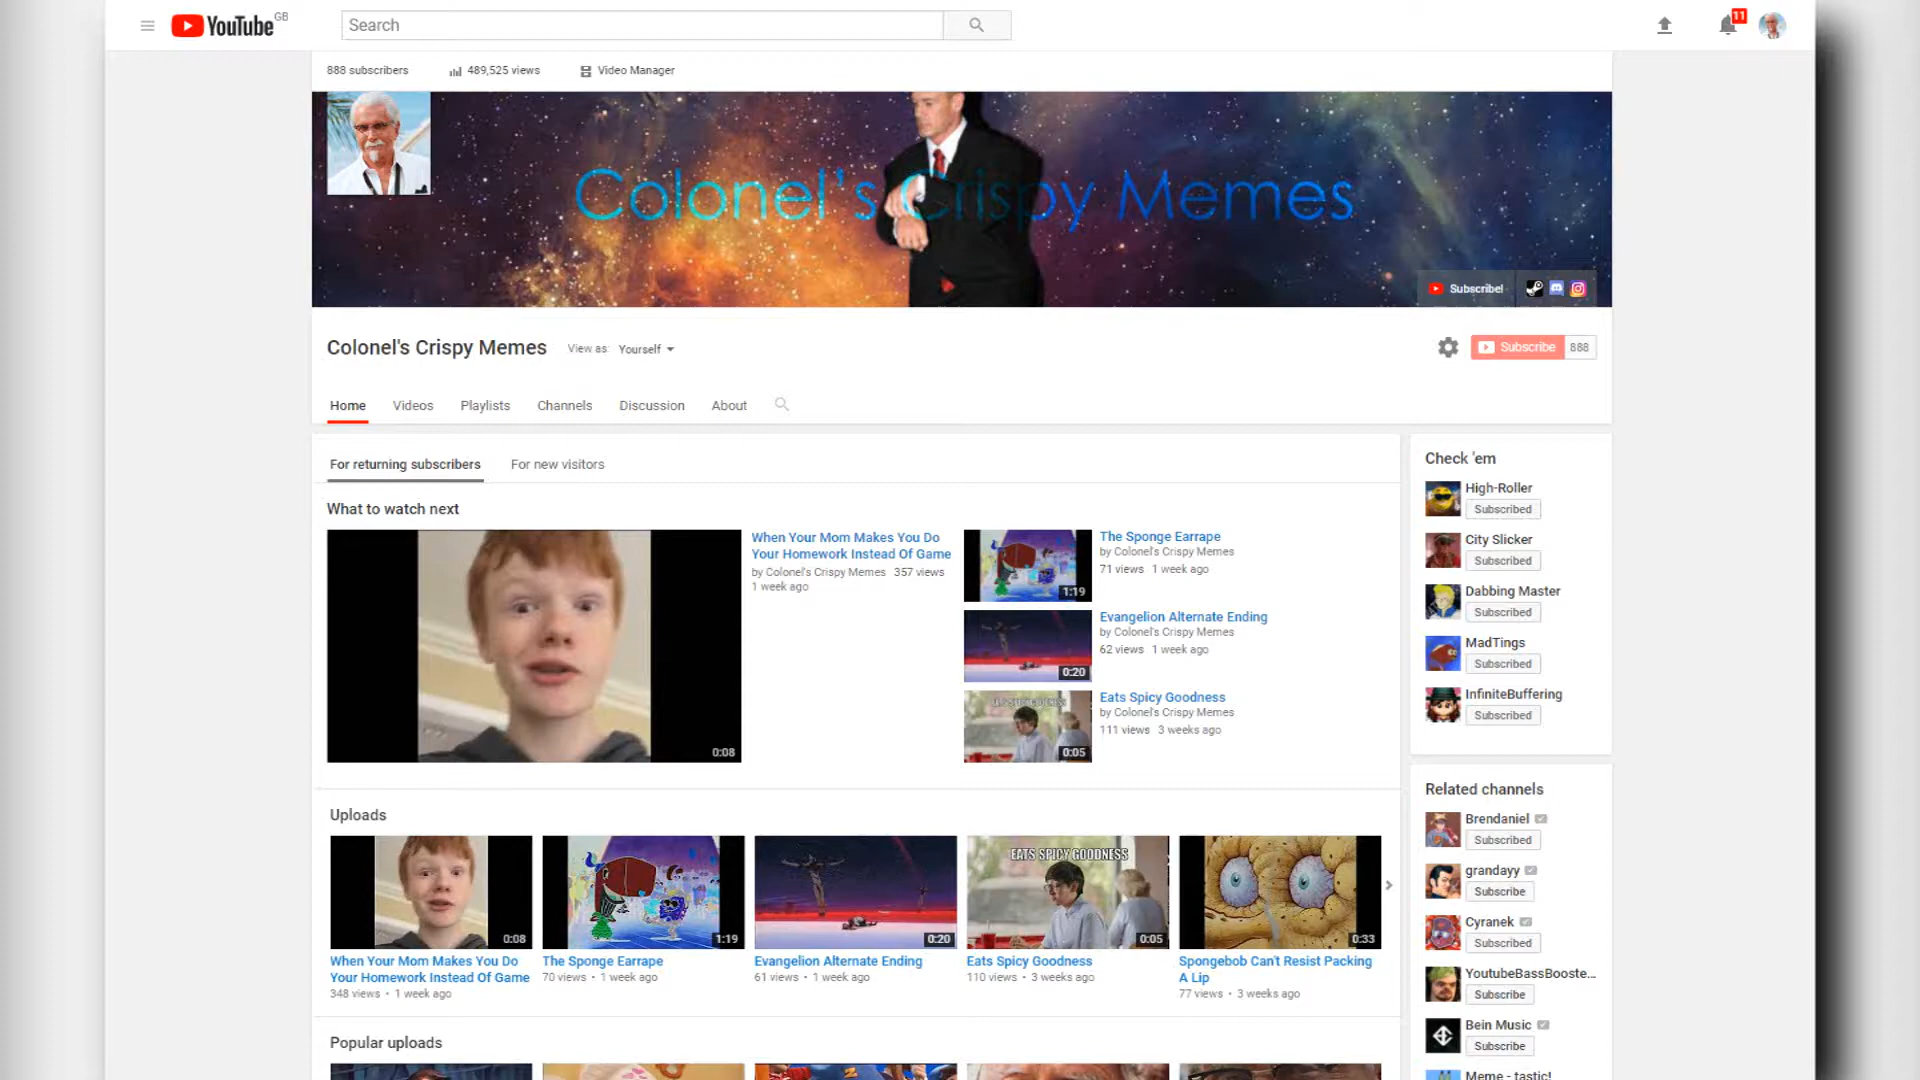 YouTube GB
Search
11
888 subscribers
489,525 views
Video Manager
Colonel's Crispy Memes
Subscribe!
Colonel's Crispy Memes
View as: Yourself
Subscribe 888
Home
Videos
Playlists
Channels
Discussion
About
For returning subscribers
For new visitors
What to watch next
0:08
When Your Mom Makes You Do
Your Homework Instead Of Game
by Colonel's Crispy Memes 357 views
1 week ago
1:19
The Sponge Earrape
by Colonel's Crispy Memes
71 views 1 week ago
0:20
Evangelion Alternate Ending
by Colonel's Crispy Memes
62 views 1 week ago
EATS SPICY GOODNESS
0:05
Eats Spicy Goodness
by Colonel's Crispy Memes
111 views 3 weeks ago
Uploads
0:08
When Your Mom Makes You Do
Your Homework Instead Of Game
348 views • 1 week ago
1:19
The Sponge Earrape
70 views • 1 week ago
0:20
Evangelion Alternate Ending
61 views • 1 week ago
EATS SPICY GOODNESS
0:05
Eats Spicy Goodness
110 views • 3 weeks ago
0:33
Spongebob Can't Resist Packing
A Lip
77 views • 3 weeks ago
Popular uploads
Check 'em
High-Roller
Subscribed
City Slicker
Subscribed
Dabbing Master
Subscribed
MadTings
Subscribed
InfiniteBuffering
Subscribed
Related channels
Brendaniel
Subscribed
grandayy
Subscribe
Cyranek
Subscribed
YoutubeBassBooste...
Subscribe
Bein Music
Subscribe
Meme - tastic!